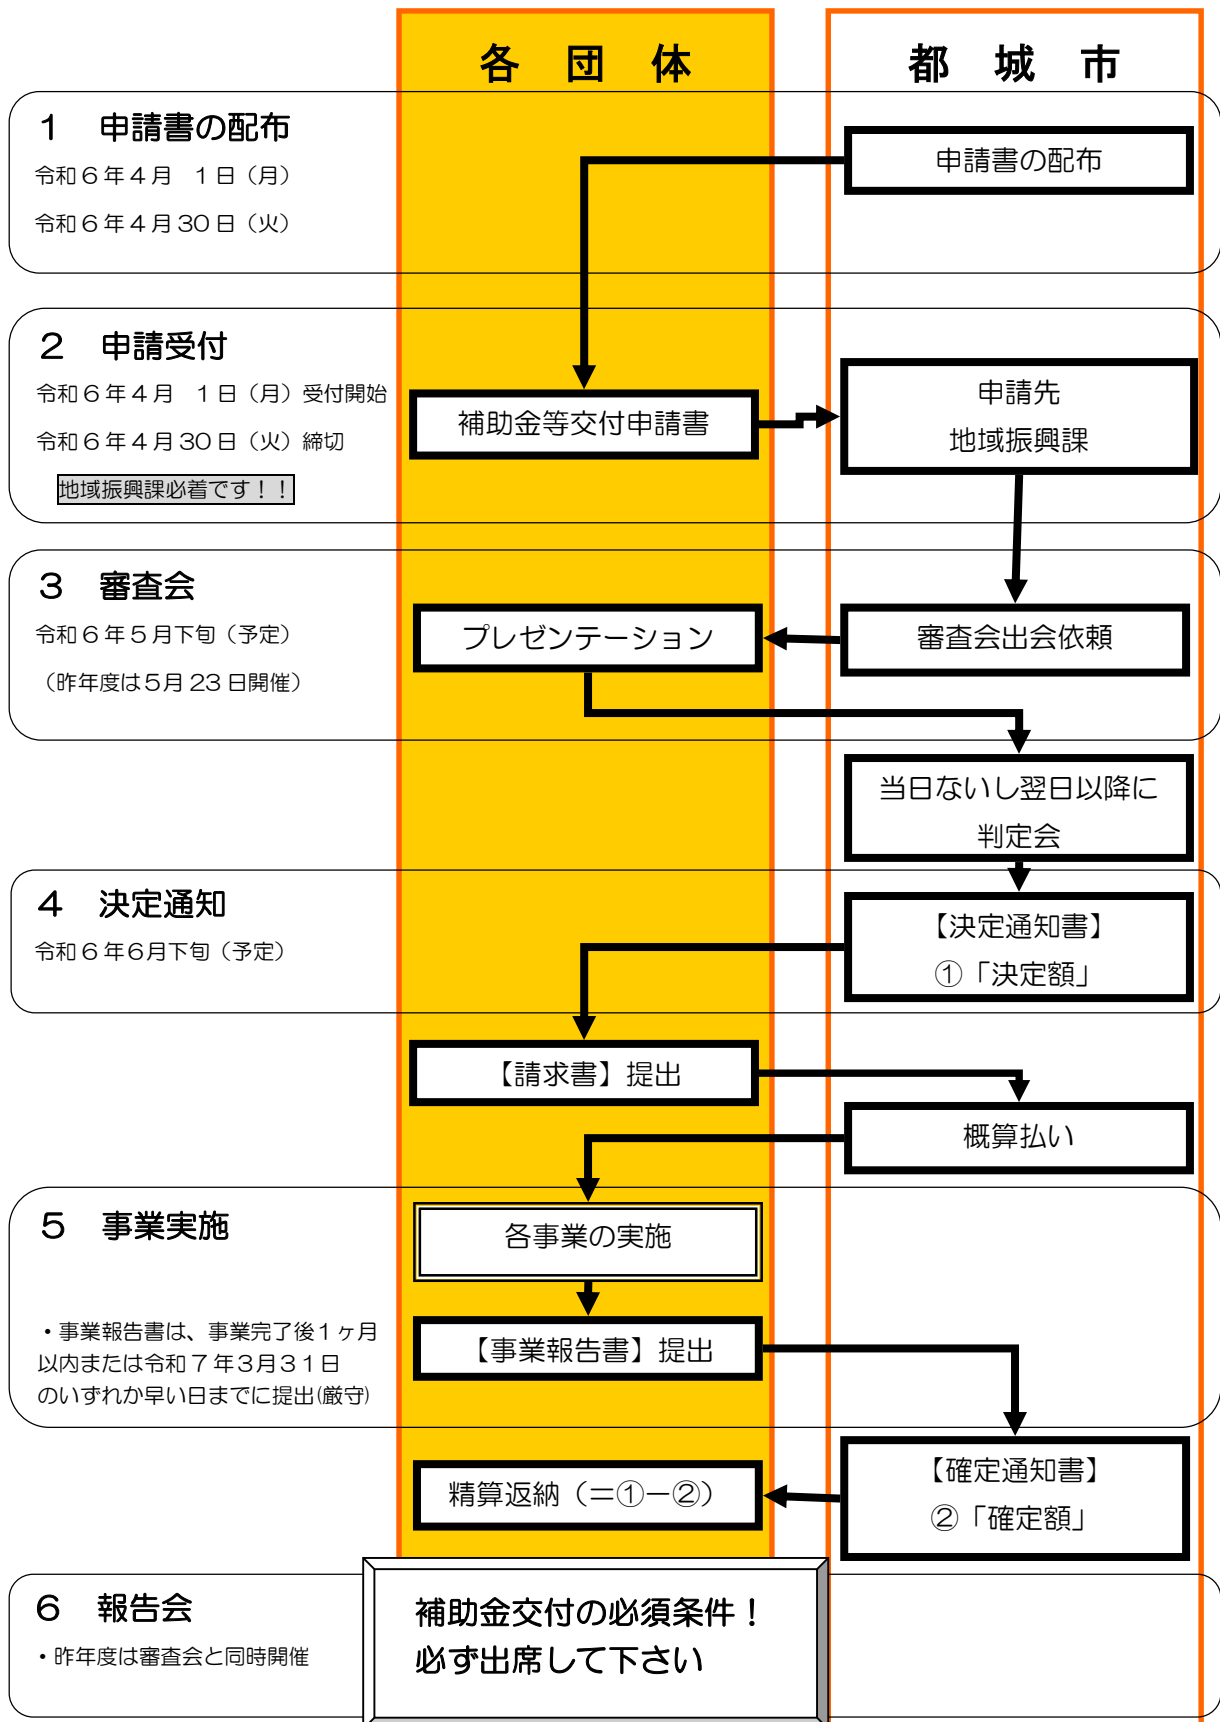 各　団　体
都　城　市
１　申請書の配布
令和６年４月　１日（月）
令和６年４月30日（火）
申請書の配布
２　申請受付
令和６年４月　１日（月）受付開始
令和６年４月30日（火）締切
地域振興課必着です！！
補助金等交付申請書
申請先
地域振興課
３　審査会
令和６年５月下旬（予定）
（昨年度は５月23日開催）
プレゼンテーション
審査会出会依頼
当日ないし翌日以降に
判定会
４　決定通知
令和６年６月下旬（予定）
【決定通知書】
①「決定額」
【請求書】提出
概算払い
５　事業実施
各事業の実施
・事業報告書は、事業完了後１ヶ月
以内または令和７年３月３１日
のいずれか早い日までに提出(厳守)
【事業報告書】提出
【確定通知書】
②「確定額」
精算返納（＝①－②）
６　報告会
・昨年度は審査会と同時開催
補助金交付の必須条件！
必ず出席して下さい